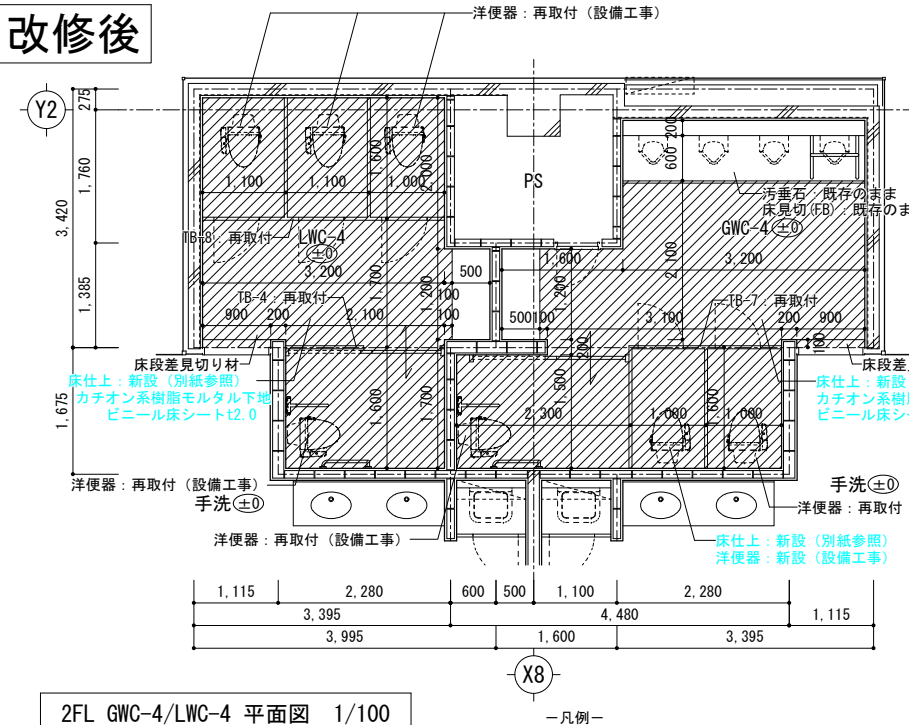 改修後
洋便器：再取付（設備工事）
Y2
275
1,760
3,420
1,385
1,675
1,100
1,100
1,000
1,600
2,000
PS
200
600
汚垂石：既存のまま
床見切(FB)：既存のま
GWC-4 ±0
TB-8：再取付
LWC-4
±0
3,200
500
1,600
3,200
2,100
1,700
1,200
100
1,200
TB-4：再取付
TB-7：再取付
900
200
2,100
100
500
100
3,100
200
900
200
100
床段差見切り材
床段差
床仕上：新設（別紙参照）
カチオン系樹脂モルタル下地
ビニール床シートt2.0
床仕上：新設
カチオン系樹
ビニール床シ
1,600
1,700
1,500
2,300
1,000
1,600
1,000
洋便器：再取付（設備工事）
手洗 ±0
手洗 ±0
洋便器：再取付
洋便器：再取付（設備工事）
床仕上：新設（別紙参照）
洋便器：新設（設備工事）
1,115
2,280
600
500
1,100
2,280
3,395
4,480
1,115
3,995
1,600
3,395
X8
2FL GWC-4/LWC-4 平面図 1/100
－凡例－